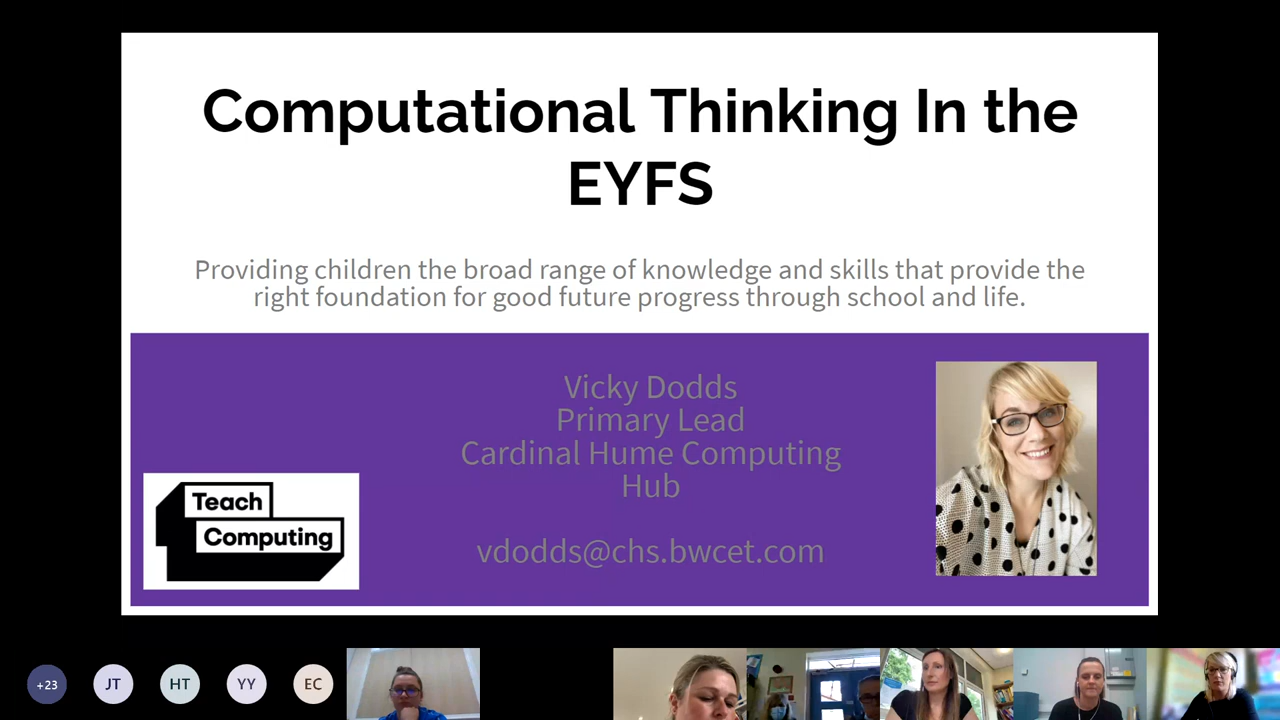 Computational Thinking In the
EYFS
Providing children the broad range of knowledge and skills that provide the
right foundation for good future progress through school and life.
Vicky Dodds
Primary Lead
Cardinal Hume Computing
Hub
vdodds@chs.bwcet.com
Teach
Computing
+23
JT
HT
YY
EC